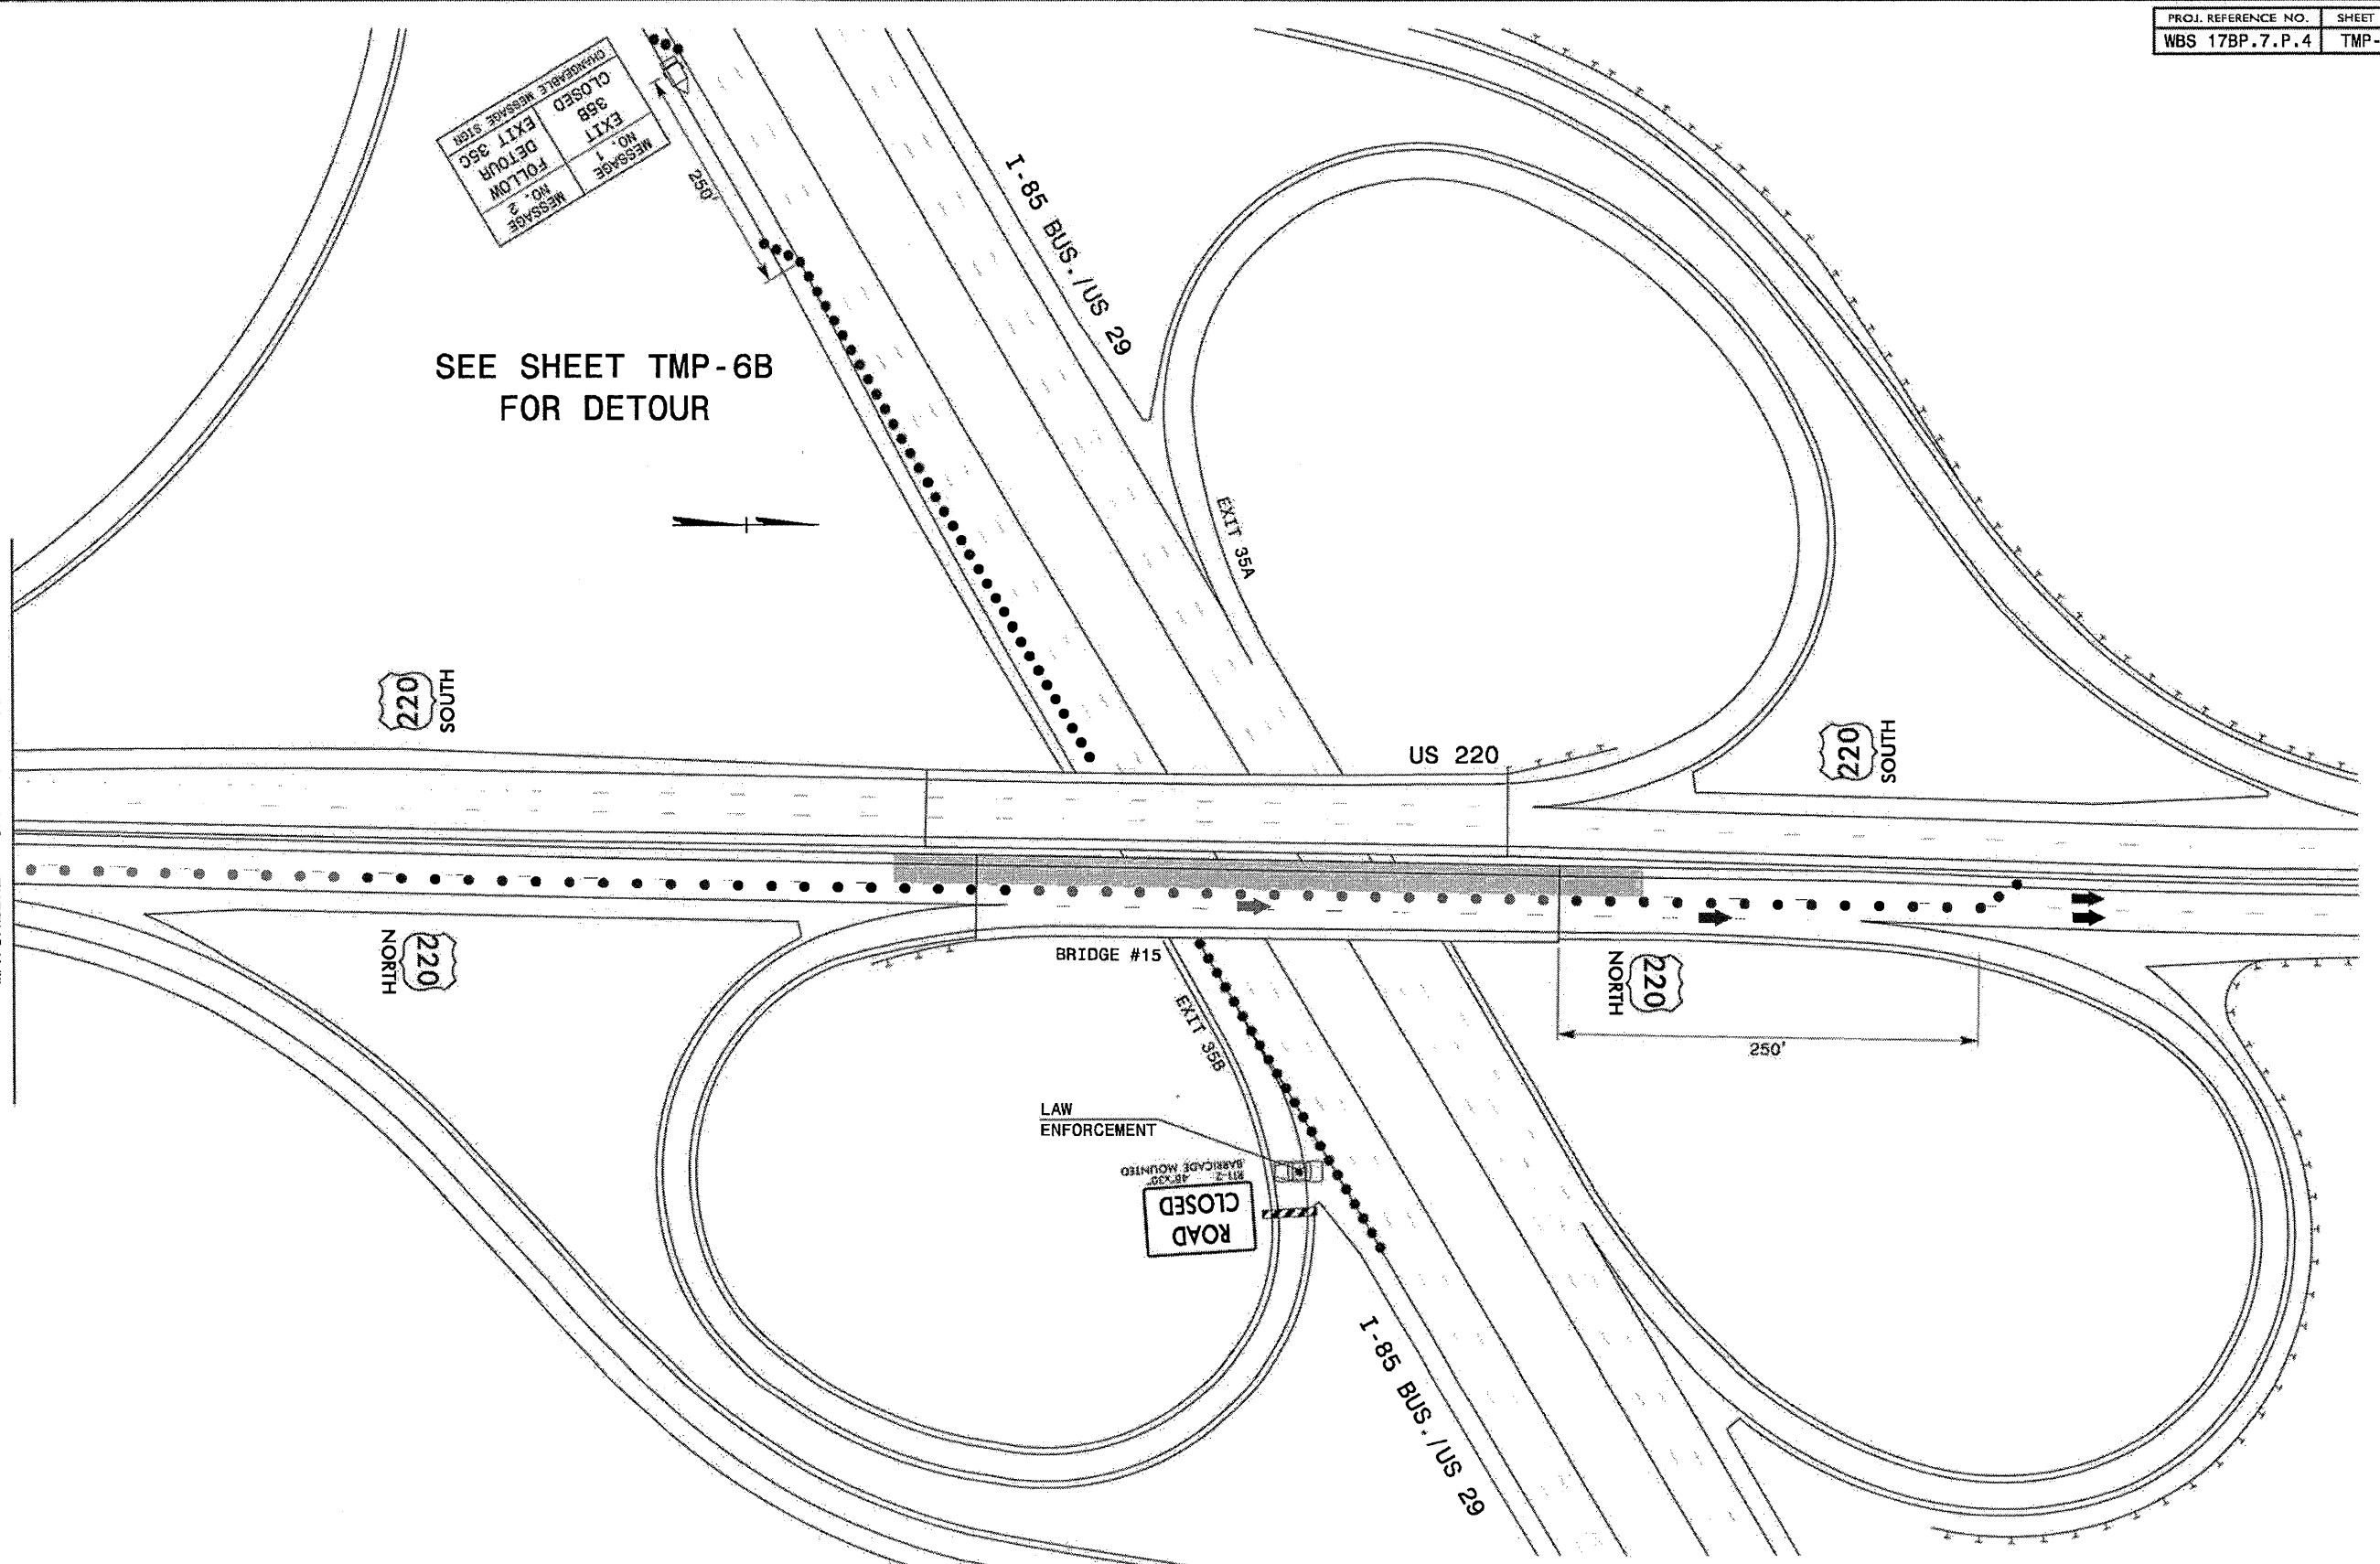 PROJ. REFERENCE NO.
SHEET
WBS 17BP.7.P.4
TMP-
MESSAGE
NO. 1
EXIT
35B
CLOSED
MESSAGE
NO. 2
FOLLOW
DETOUR
EXIT 35C
CHANGEABLE MESSAGE SIGN
250'
I-85 BUS./US 29
SEE SHEET TMP-6B
FOR DETOUR
EXIT 35A
220
SOUTH
US 220
220
SOUTH
220
NORTH
BRIDGE #15
220
NORTH
250'
EXIT 35B
LAW
ENFORCEMENT
ROAD
CLOSED
R11-2 48"X30"
BARRICADE MOUNTED
I-85 BUS./US 29